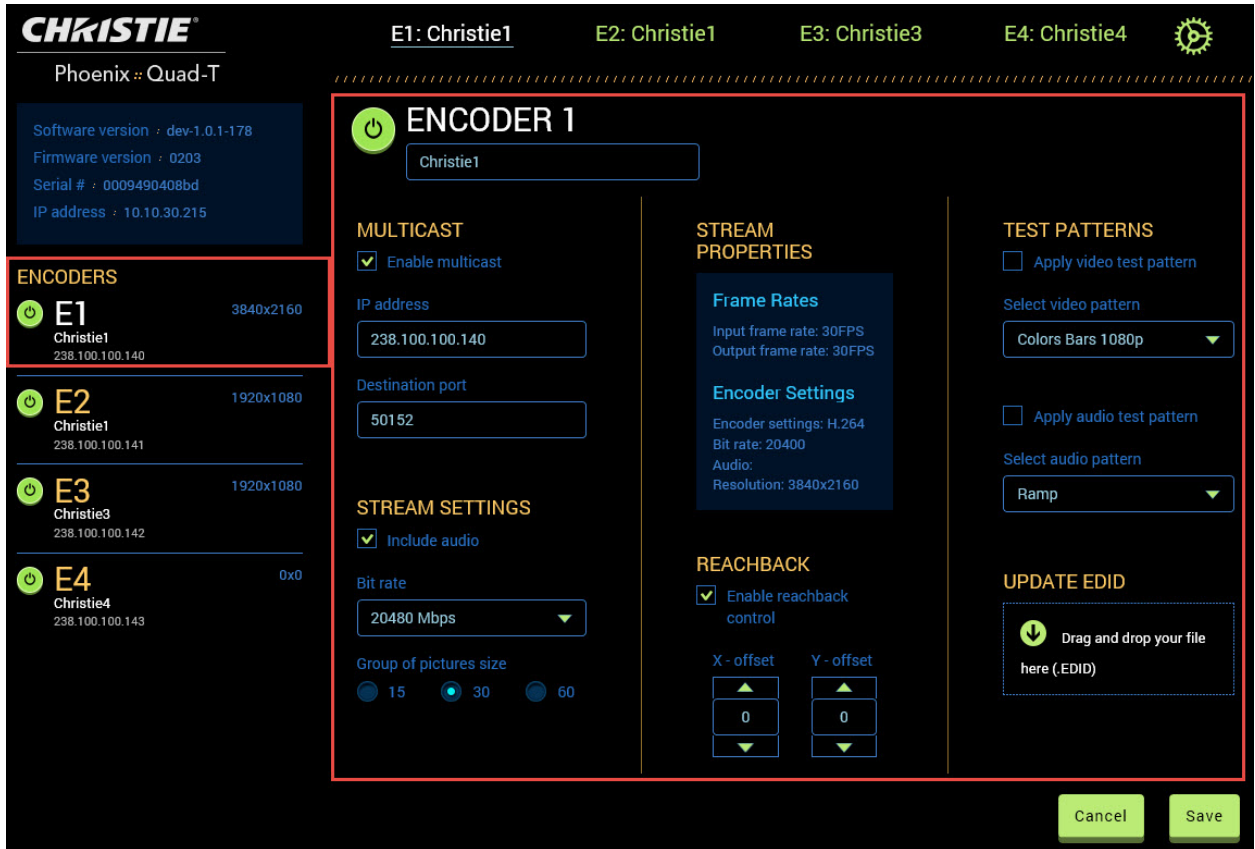 CHRISTIE®
Phoenix :: Quad-T
E1: Christie1
E2: Christie1
E3: Christie3
E4: Christie4
Software version : dev-1.0.1-178
Firmware version : 0203
Serial # : 0009490408bd
IP address : 10.10.30.215
ENCODERS
E1
3840x2160
Christie1
238.100.100.140
E2
1920x1080
Christie1
238.100.100.141
E3
1920x1080
Christie3
238.100.100.142
E4
0x0
Christie4
238.100.100.143
ENCODER 1
Christie1
MULTICAST
Enable multicast
IP address
238.100.100.140
Destination port
50152
STREAM SETTINGS
Include audio
Bit rate
20480 Mbps
Group of pictures size
15 30 60
STREAM
PROPERTIES
Frame Rates
Input frame rate: 30FPS
Output frame rate: 30FPS
Encoder Settings
Encoder settings: H.264
Bit rate: 20400
Audio:
Resolution: 3840x2160
REACHBACK
Enable reachback
control
X - offset Y - offset
0 0
TEST PATTERNS
Apply video test pattern
Select video pattern
Colors Bars 1080p
Apply audio test pattern
Select audio pattern
Ramp
UPDATE EDID
Drag and drop your file
here (.EDID)
Cancel
Save